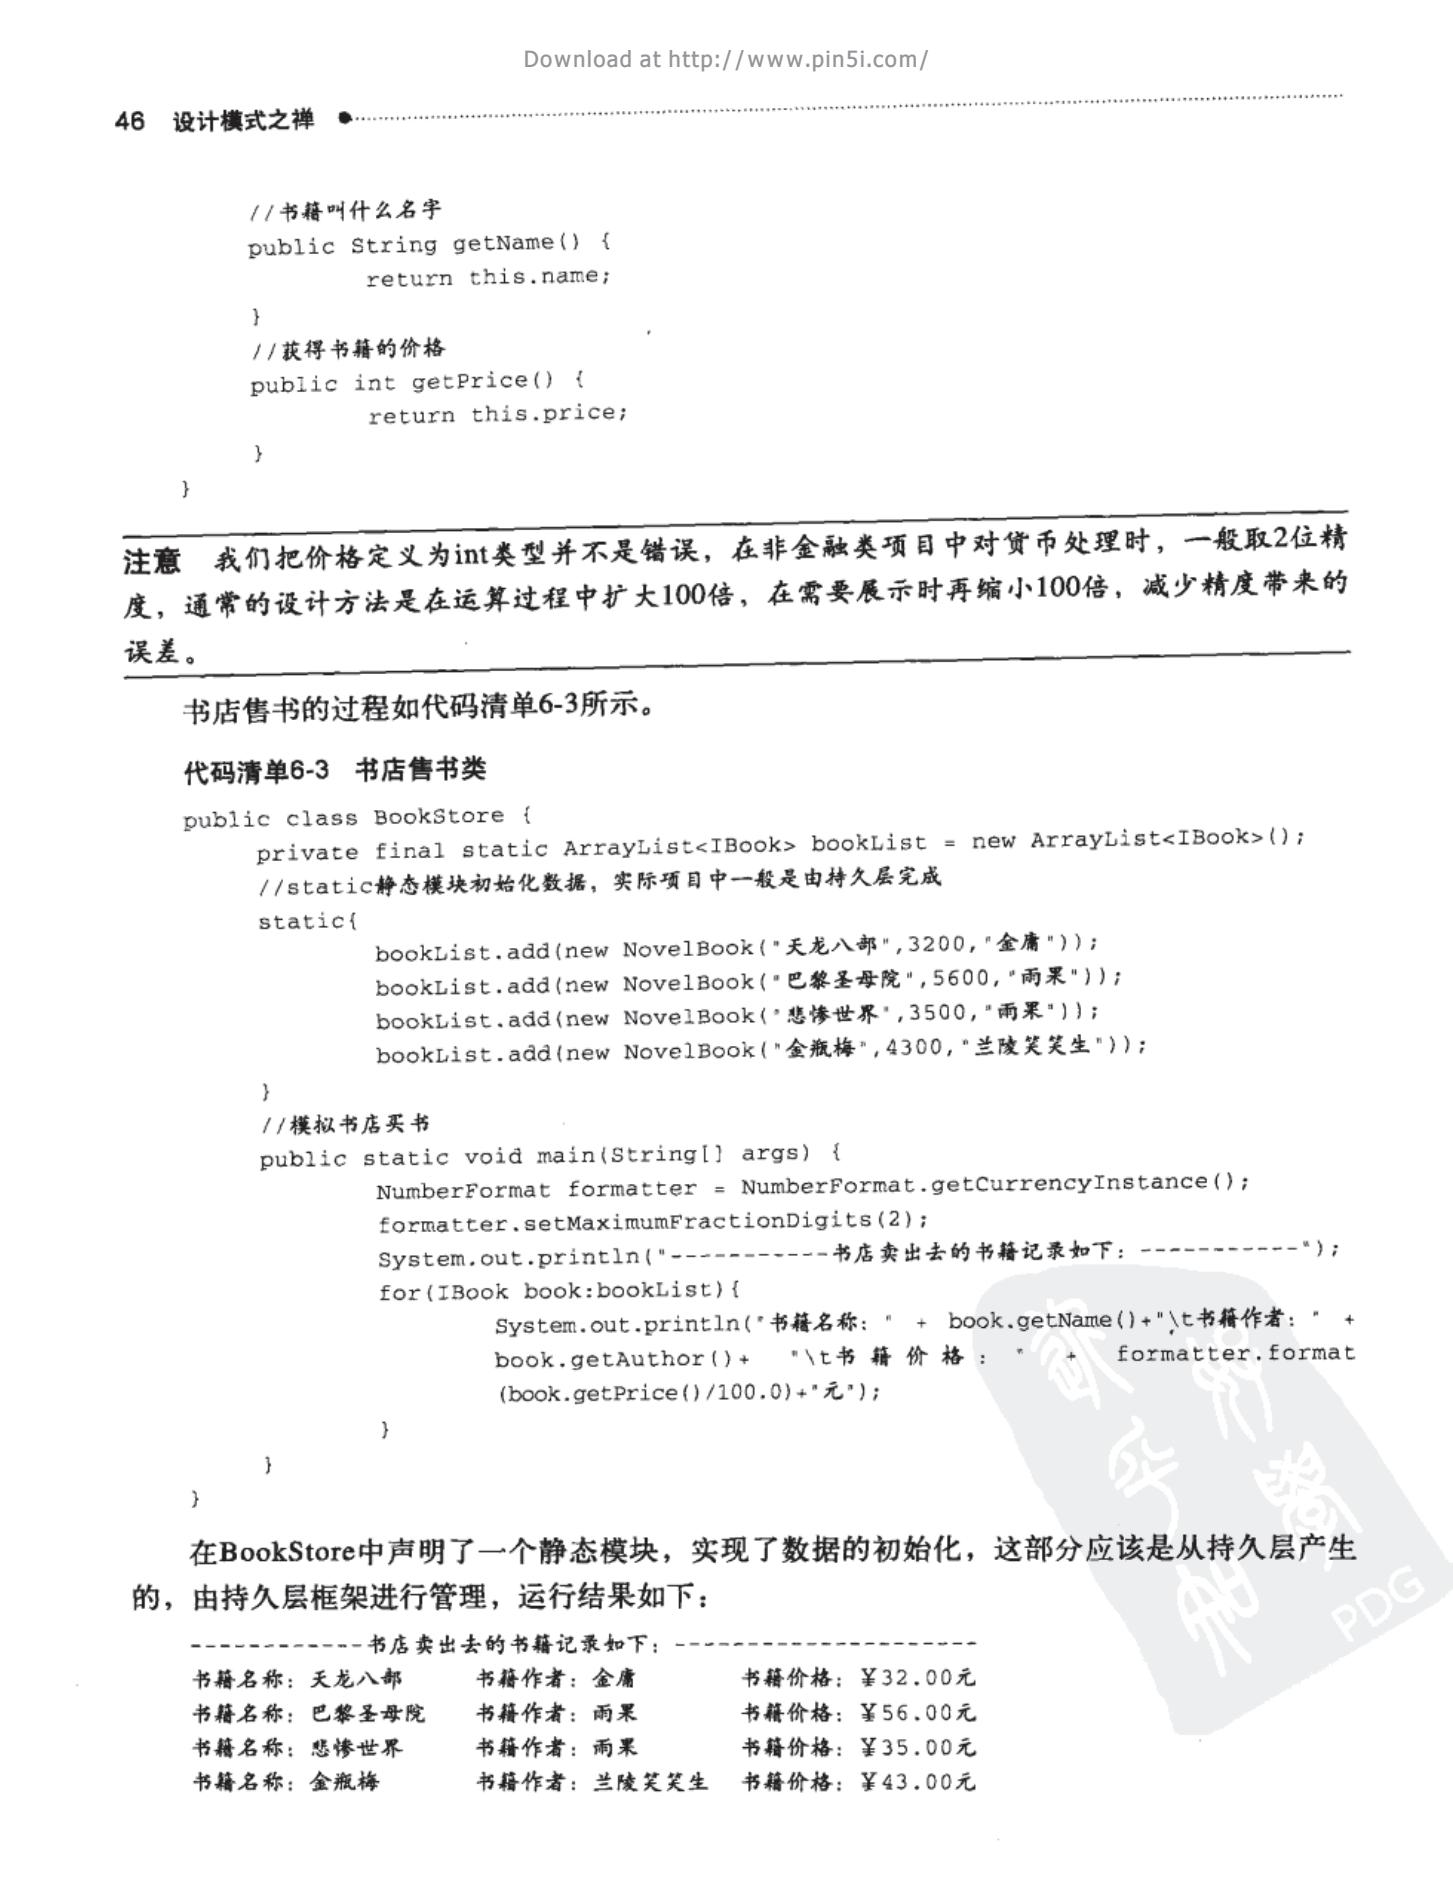 Download at http://www.pin5i.com/
46 设计模式之禅
//书籍叫什么名字
public String getName() {
return this.name;
}
//获得书籍的价格
public int getPrice() {
return this.price;
}
}
注意 我们把价格定义为int类型并不是错误，在非金融类项目中对货币处理时，一般取2位精
度，通常的设计方法是在运算过程中扩大100倍，在需要展示时再缩小100倍，减少精度带来的
误差。
书店售书的过程如代码清单6-3所示。
代码清单6-3 书店售书类
public class BookStore {
private final static ArrayList<IBook> bookList = new ArrayList<IBook>();
//static静态模块初始化数据，实际项目中一般是由持久层完成
static{
bookList.add(new NovelBook("天龙八部",3200,"金庸"));
bookList.add(new NovelBook("巴黎圣母院",5600,"雨果"));
bookList.add(new NovelBook("悲惨世界",3500,"雨果"));
bookList.add(new NovelBook("金瓶梅",4300,"兰陵笑笑生"));
}
//模拟书店买书
public static void main(String[] args) {
NumberFormat formatter = NumberFormat.getCurrencyInstance();
formatter.setMaximumFractionDigits(2);
System.out.println("-----------书店卖出去的书籍记录如下：-----------");
for(IBook book:bookList){
System.out.println("书籍名称：" + book.getName()+"\t书籍作者：" +
book.getAuthor()+ "\t书籍价格：" + formatter.format
(book.getPrice()/100.0)+"元");
}
}
}
在BookStore中声明了一个静态模块，实现了数据的初始化，这部分应该是从持久层产生
的，由持久层框架进行管理，运行结果如下：
------------书店卖出去的书籍记录如下：---------------------
书籍名称：天龙八部 书籍作者：金庸 书籍价格：￥32.00元
书籍名称：巴黎圣母院 书籍作者：雨果 书籍价格：￥56.00元
书籍名称：悲惨世界 书籍作者：雨果 书籍价格：￥35.00元
书籍名称：金瓶梅 书籍作者：兰陵笑笑生 书籍价格：￥43.00元
PDG